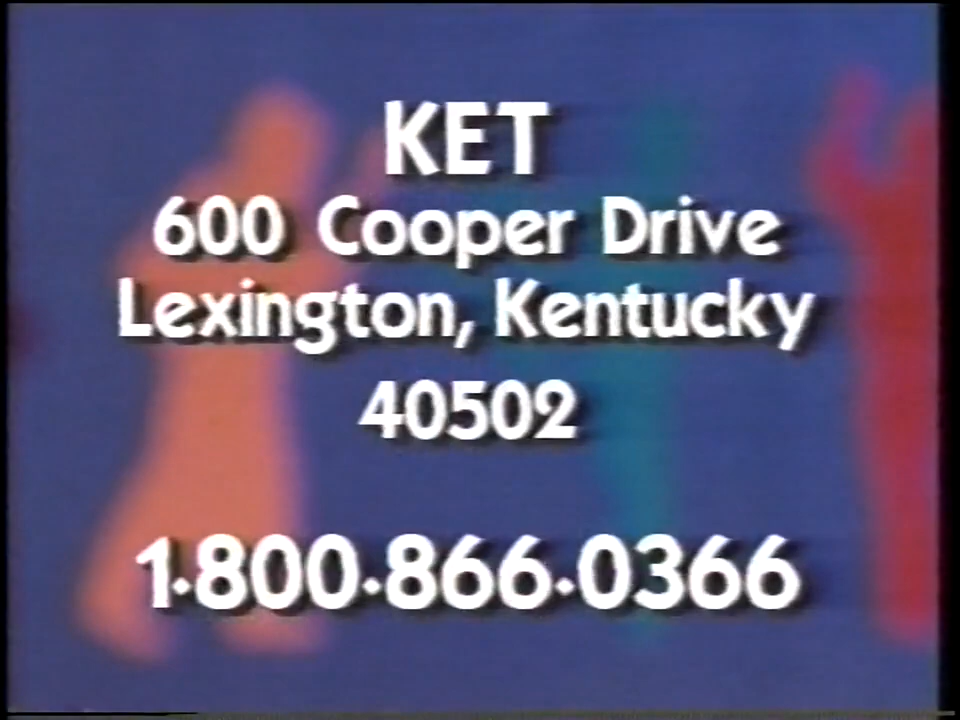 KET
600 Cooper Drive
Lexington, Kentucky
40502
1·800·866·0366